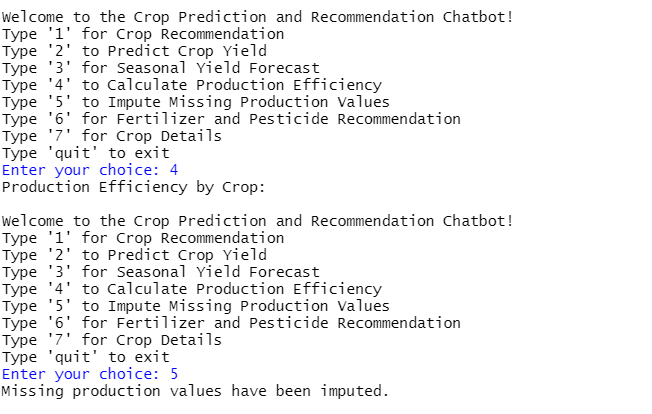 Welcome to the Crop Prediction and Recommendation Chatbot!
Type '1' for Crop Recommendation
Type '2' to Predict Crop Yield
Type '3' for Seasonal Yield Forecast
Type '4' to Calculate Production Efficiency
Type '5' to Impute Missing Production Values
Type '6' for Fertilizer and Pesticide Recommendation
Type '7' for Crop Details
Type 'quit' to exit
Enter your choice: 4
Production Efficiency by Crop:

Welcome to the Crop Prediction and Recommendation Chatbot!
Type '1' for Crop Recommendation
Type '2' to Predict Crop Yield
Type '3' for Seasonal Yield Forecast
Type '4' to Calculate Production Efficiency
Type '5' to Impute Missing Production Values
Type '6' for Fertilizer and Pesticide Recommendation
Type '7' for Crop Details
Type 'quit' to exit
Enter your choice: 5
Missing production values have been imputed.